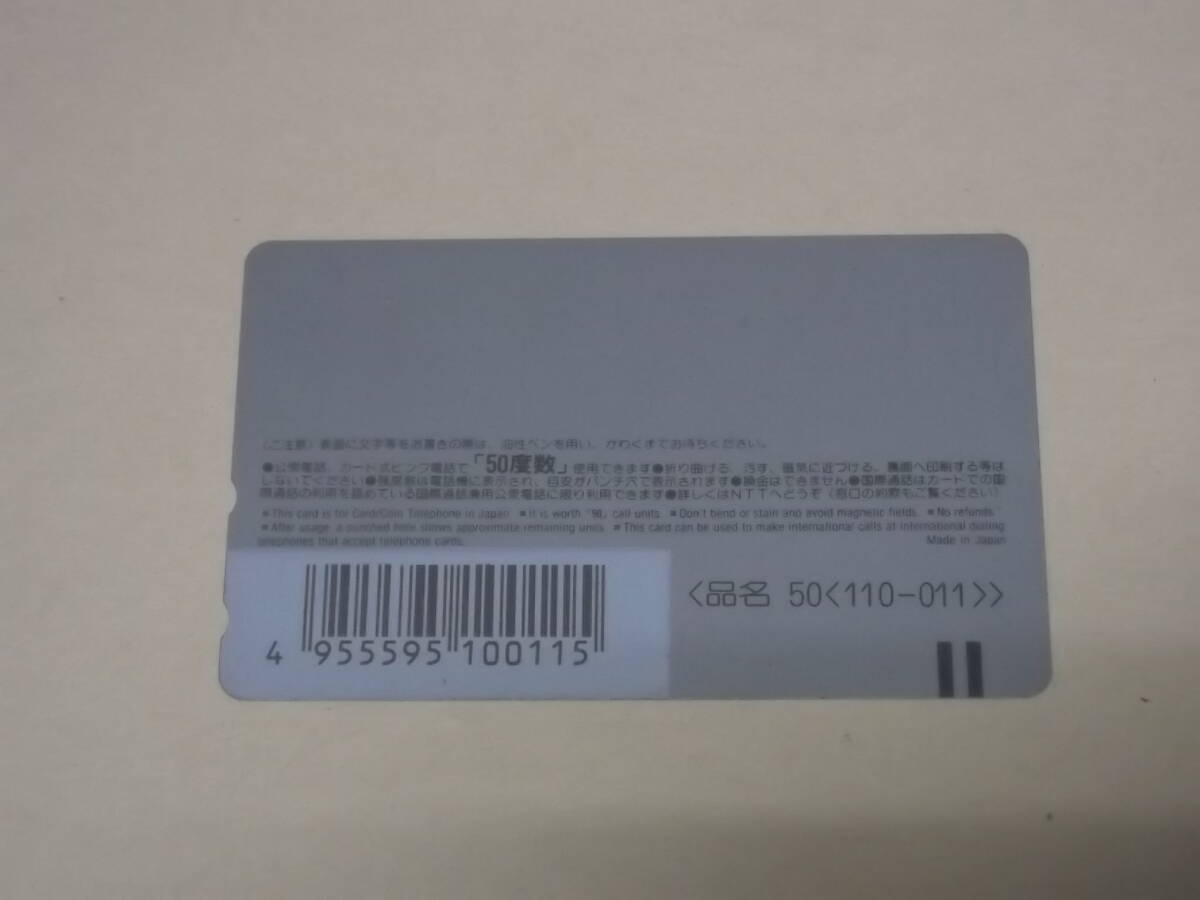 〈ご注意〉表面に文字等をお書きの際は、油性ペンを用い、かわくまでお待ちください。
●公衆電話、カード式ピンク電話で「50度数」使用できます●折り曲げる、汚す、磁気に近づける、裏面へ印刷する等は
しないでください●残度数は電話機に表示され、目安がパンチ穴で表示されます●換金はできません●国際通話はカードでの国
際通話の利用を認めている国際通話●用公衆電話に限り利用できます●詳しくはNTTへどうぞ(窓口の約款もご覧ください)
■This card is for Card/Coin Telephone in Japan ■It is worth "50" call units. ■Don't bend or stain and avoid magnetic fields. ■No refunds.
■After usage, a punched hole shows approximate remaining units. ■This card can be used to make international calls at international dialing
telephones that accept telephone cards. Made in Japan
〈品名 50〈110-011〉〉
4 955595 100115